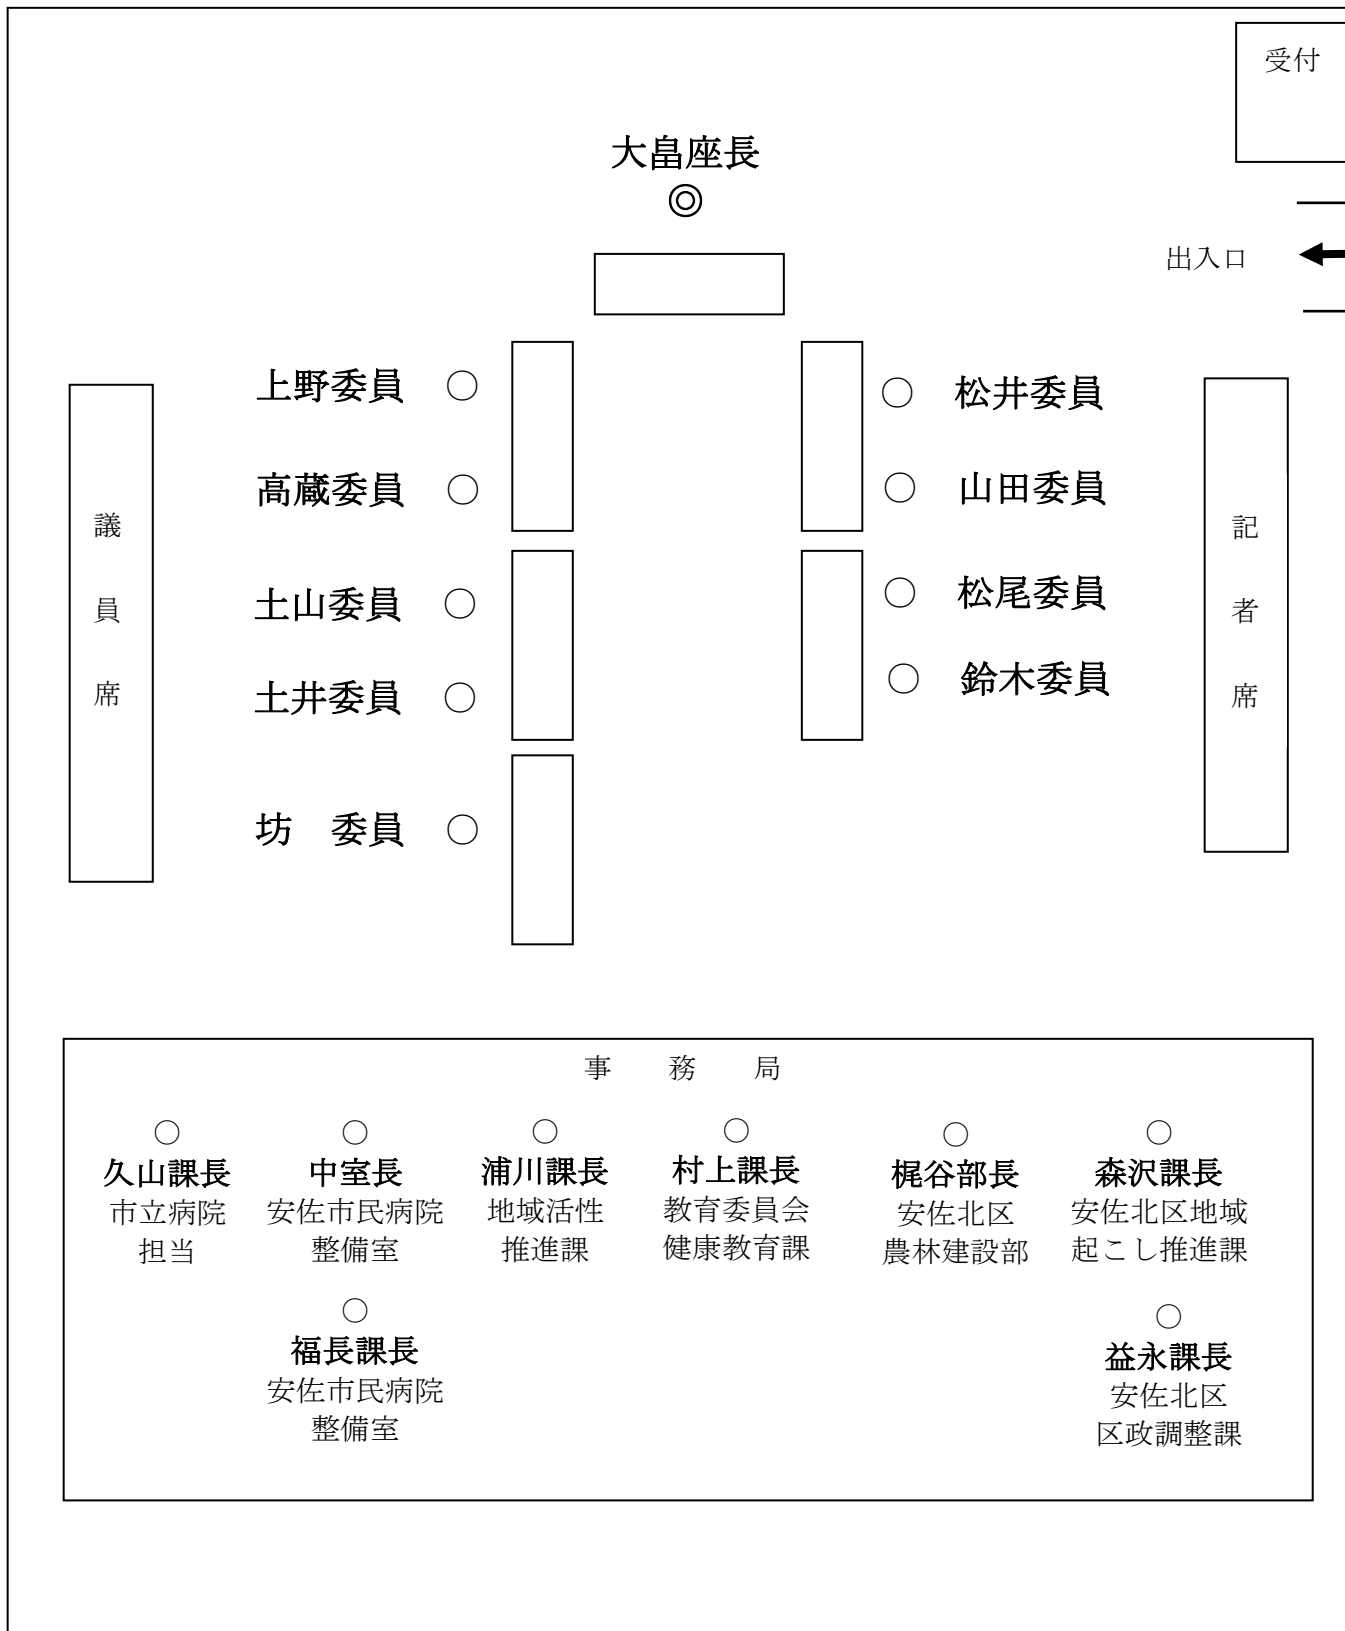 受付
大畠座長
◎
出入口
上野委員 ○
高蔵委員 ○
土山委員 ○
土井委員 ○
坊　委員 ○
○ 松井委員
○ 山田委員
○ 松尾委員
○ 鈴木委員
議員席
記者席
事　務　局
○
久山課長
市立病院
担当
○
中室長
安佐市民病院
整備室
○
浦川課長
地域活性
推進課
○
村上課長
教育委員会
健康教育課
○
梶谷部長
安佐北区
農林建設部
○
森沢課長
安佐北区地域
起こし推進課
○
福長課長
安佐市民病院
整備室
○
益永課長
安佐北区
区政調整課